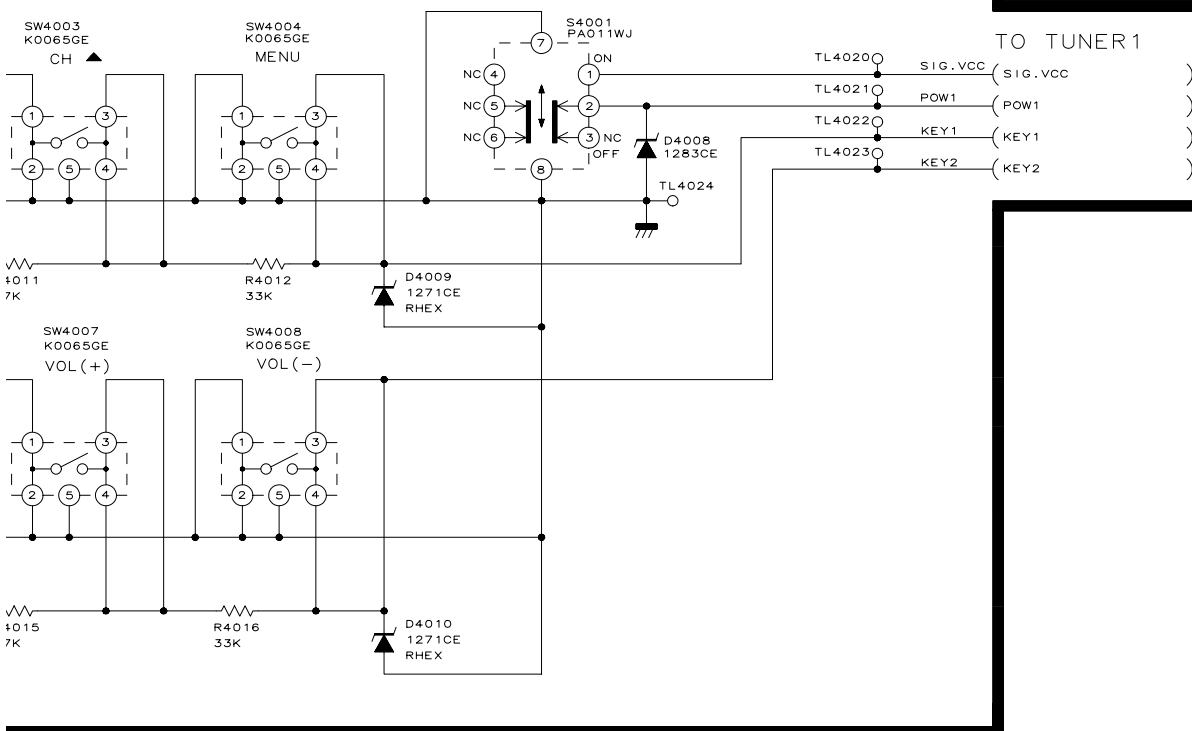 SW4003
K0065GE
CH ▲
SW4004
K0065GE
MENU
S4001
PA011WJ
7
ON
NC 4
1
NC 5
2
NC 6
3 NC
OFF
8
D4008
1283CE
TL4024
TL4020
TL4021
TL4022
TL4023
SIG.VCC
POW1
KEY1
KEY2
TO TUNER1
( SIG.VCC )
( POW1 )
( KEY1 )
( KEY2 )
1 3
2 5 4
1 3
2 5 4
4011
7K
R4012
33K
D4009
1271CE
RHEX
SW4007
K0065GE
VOL(+)
SW4008
K0065GE
VOL(-)
1 3
2 5 4
1 3
2 5 4
4015
7K
R4016
33K
D4010
1271CE
RHEX